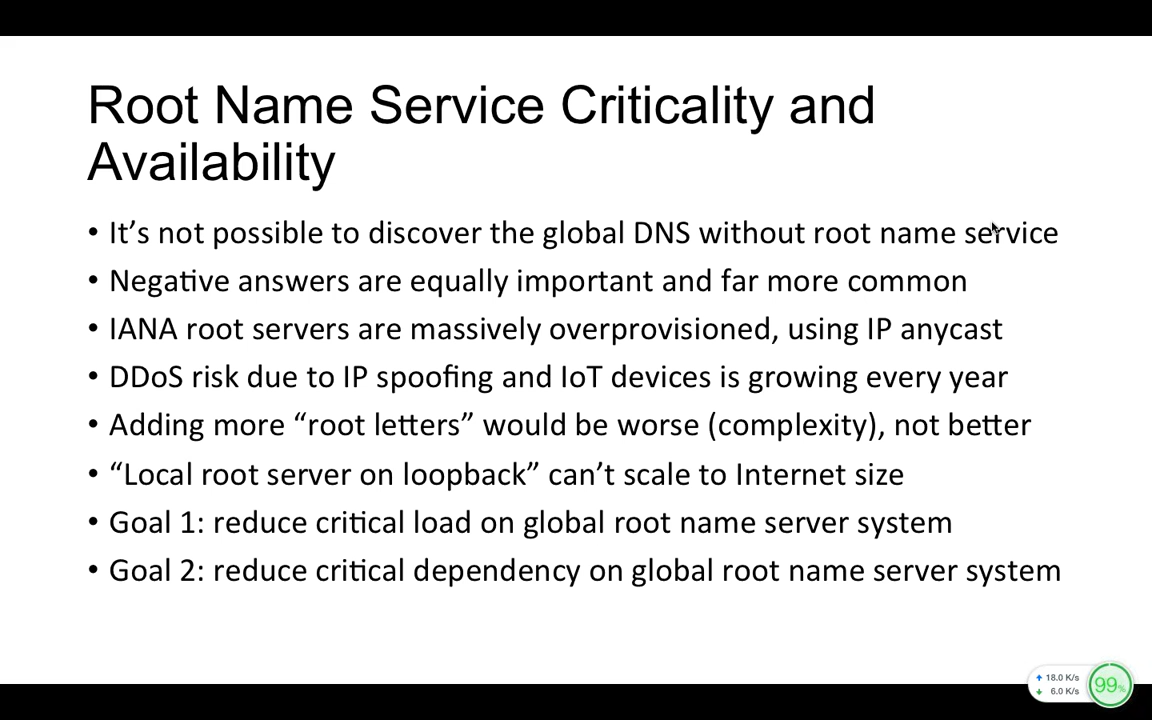 Root Name Service Criticality and
Availability
• It’s not possible to discover the global DNS without root name service
• Negative answers are equally important and far more common
• IANA root servers are massively overprovisioned, using IP anycast
• DDoS risk due to IP spoofing and IoT devices is growing every year
• Adding more “root letters” would be worse (complexity), not better
• “Local root server on loopback” can’t scale to Internet size
• Goal 1: reduce critical load on global root name server system
• Goal 2: reduce critical dependency on global root name server system
18.0 K/s
6.0 K/s
99%